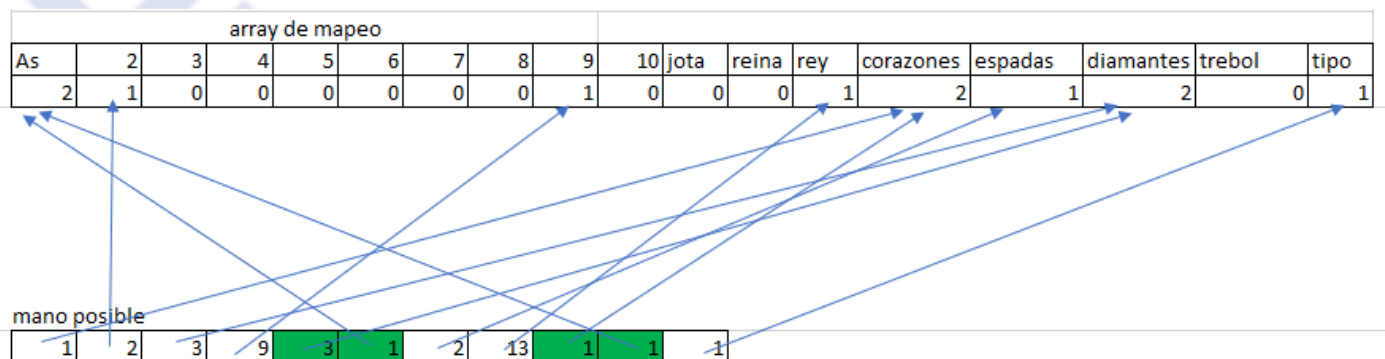 array de mapeo
As 2 3 4 5 6 7 8 9 10 jota reina rey corazones espadas diamantes trebol tipo
2 1 0 0 0 0 0 0 1 0 0 0 1 2 1 2 0 1
mano posible
1 2 3 9 3 1 2 13 1 1 1